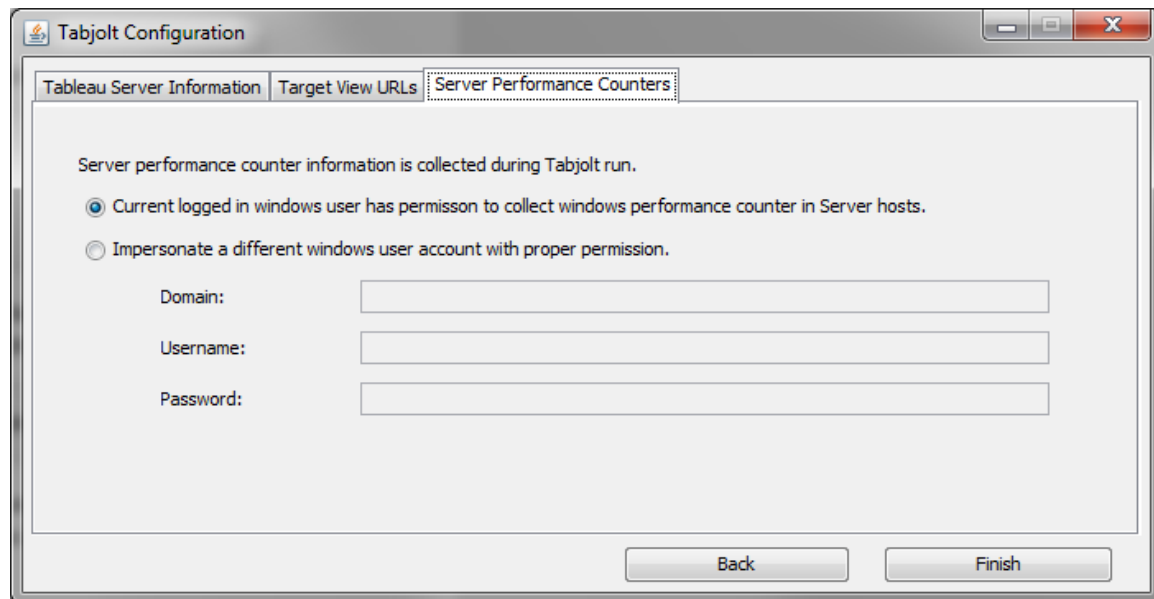 Tabjolt Configuration
Tableau Server Information
Target View URLs
Server Performance Counters
Server performance counter information is collected during Tabjolt run.
Current logged in windows user has permisson to collect windows performance counter in Server hosts.
Impersonate a different windows user account with proper permission.
Domain:
Username:
Password:
Back
Finish